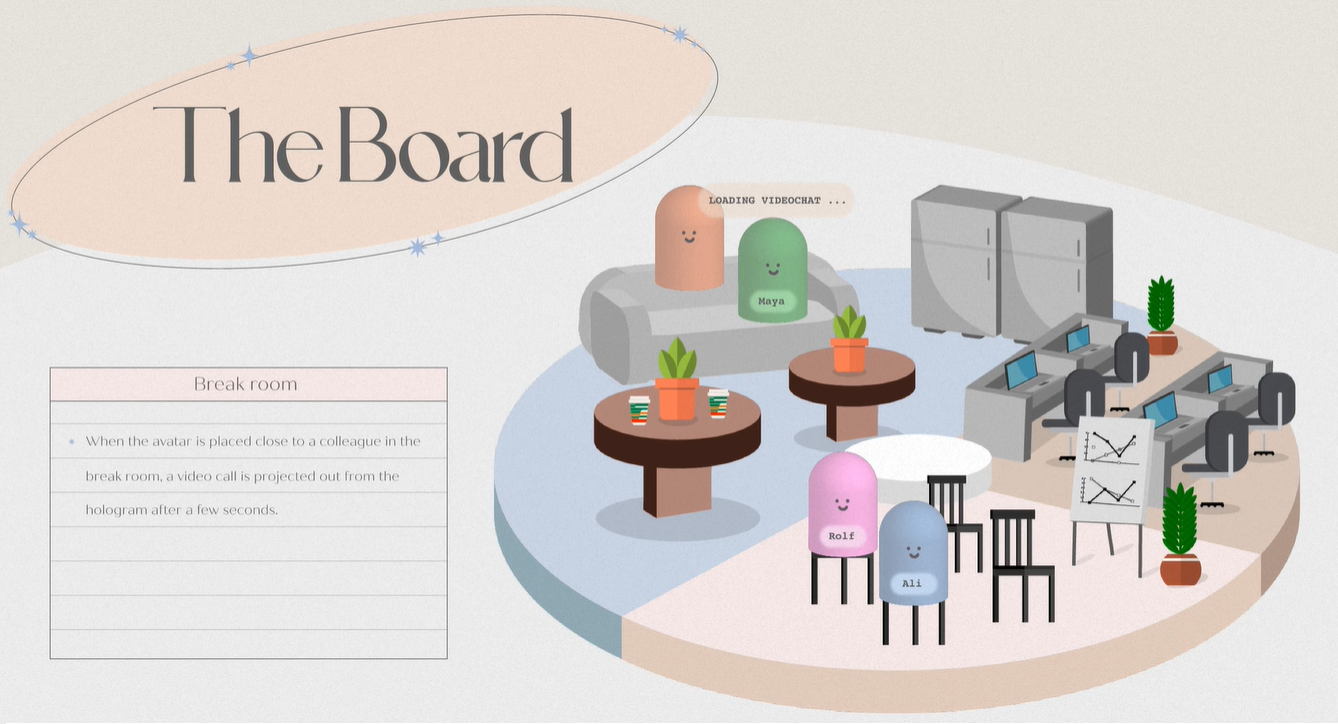 The Board
LOADING VIDEOCHAT ...
Maya
Break room
When the avatar is placed close to a colleague in the
break room, a video call is projected out from the
hologram after a few seconds.
Rolf
Ali